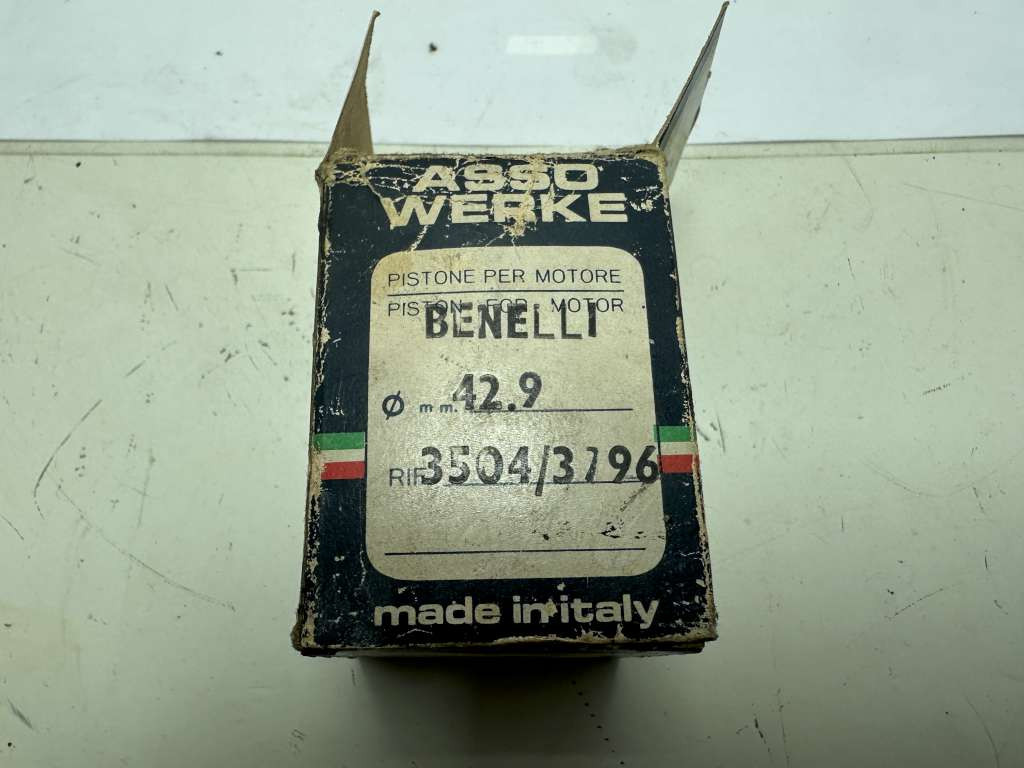 ASSO
WERKE
PISTONE PER MOTORE
PISTON FOR MOTOR
BENELLI
Ø mm. 42.9
RIF 3504/3796
made in italy